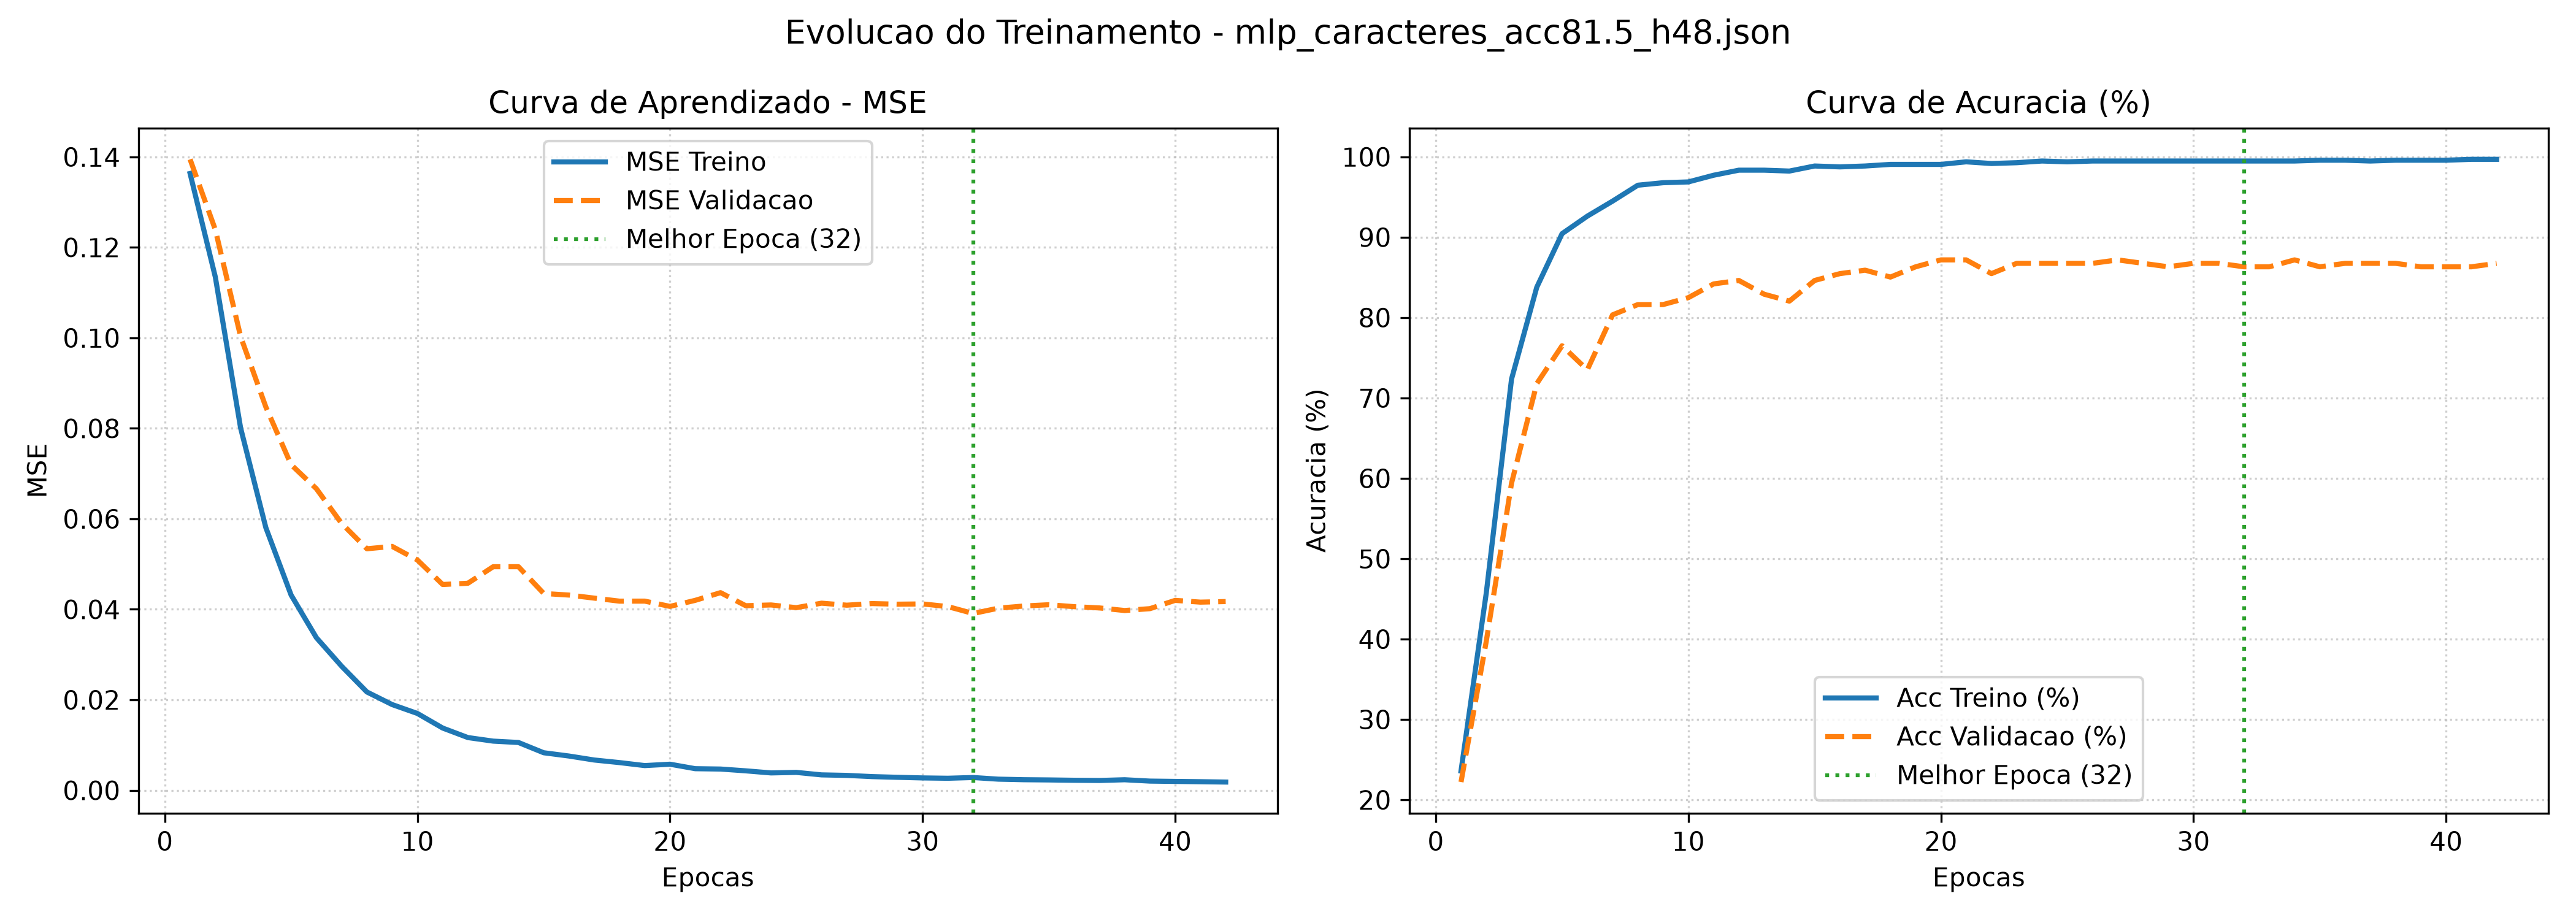 Evolucao do Treinamento - mlp_caracteres_acc81.5_h48.json
Curva de Aprendizado - MSE
MSE Treino
MSE Validacao
Melhor Epoca (32)
0.14
0.12
0.10
0.08
0.06
0.04
0.02
0.00
MSE
0 10 20 30 40
Epocas
Curva de Acuracia (%)
100
90
80
70
60
50
40
30
20
Acuracia (%)
Acc Treino (%)
Acc Validacao (%)
Melhor Epoca (32)
0 10 20 30 40
Epocas